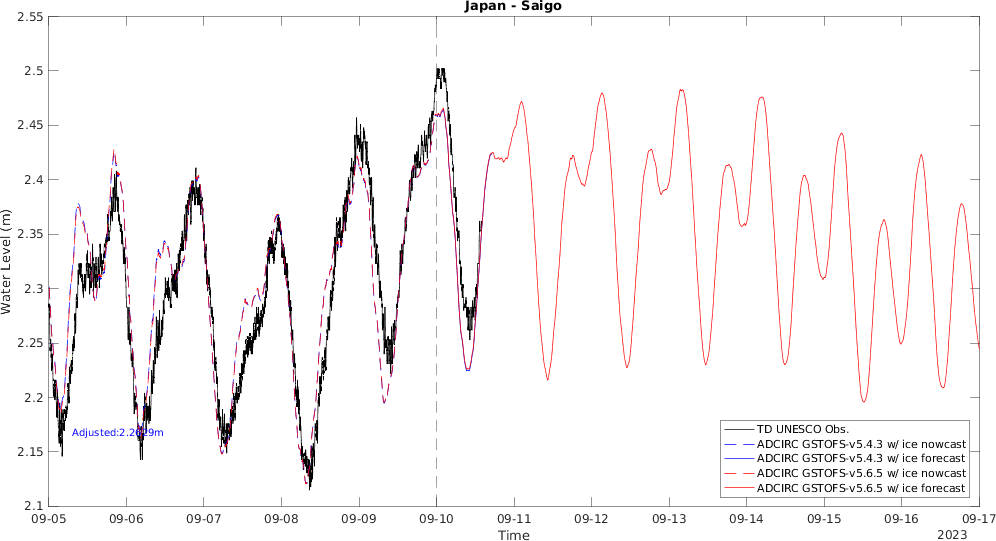 Japan - Saigo
Water Level (m)
2.55
2.5
2.45
2.4
2.35
2.3
2.25
2.2
2.15
2.1
TD UNESCO Obs.
ADCIRC GSTOFS-v5.4.3 w/ ice nowcast
ADCIRC GSTOFS-v5.4.3 w/ ice forecast
ADCIRC GSTOFS-v5.6.5 w/ ice nowcast
ADCIRC GSTOFS-v5.6.5 w/ ice forecast
09-05 09-06 09-07 09-08 09-09 09-10 09-11 09-12 09-13 09-14 09-15 09-16 09-17
Time
2023